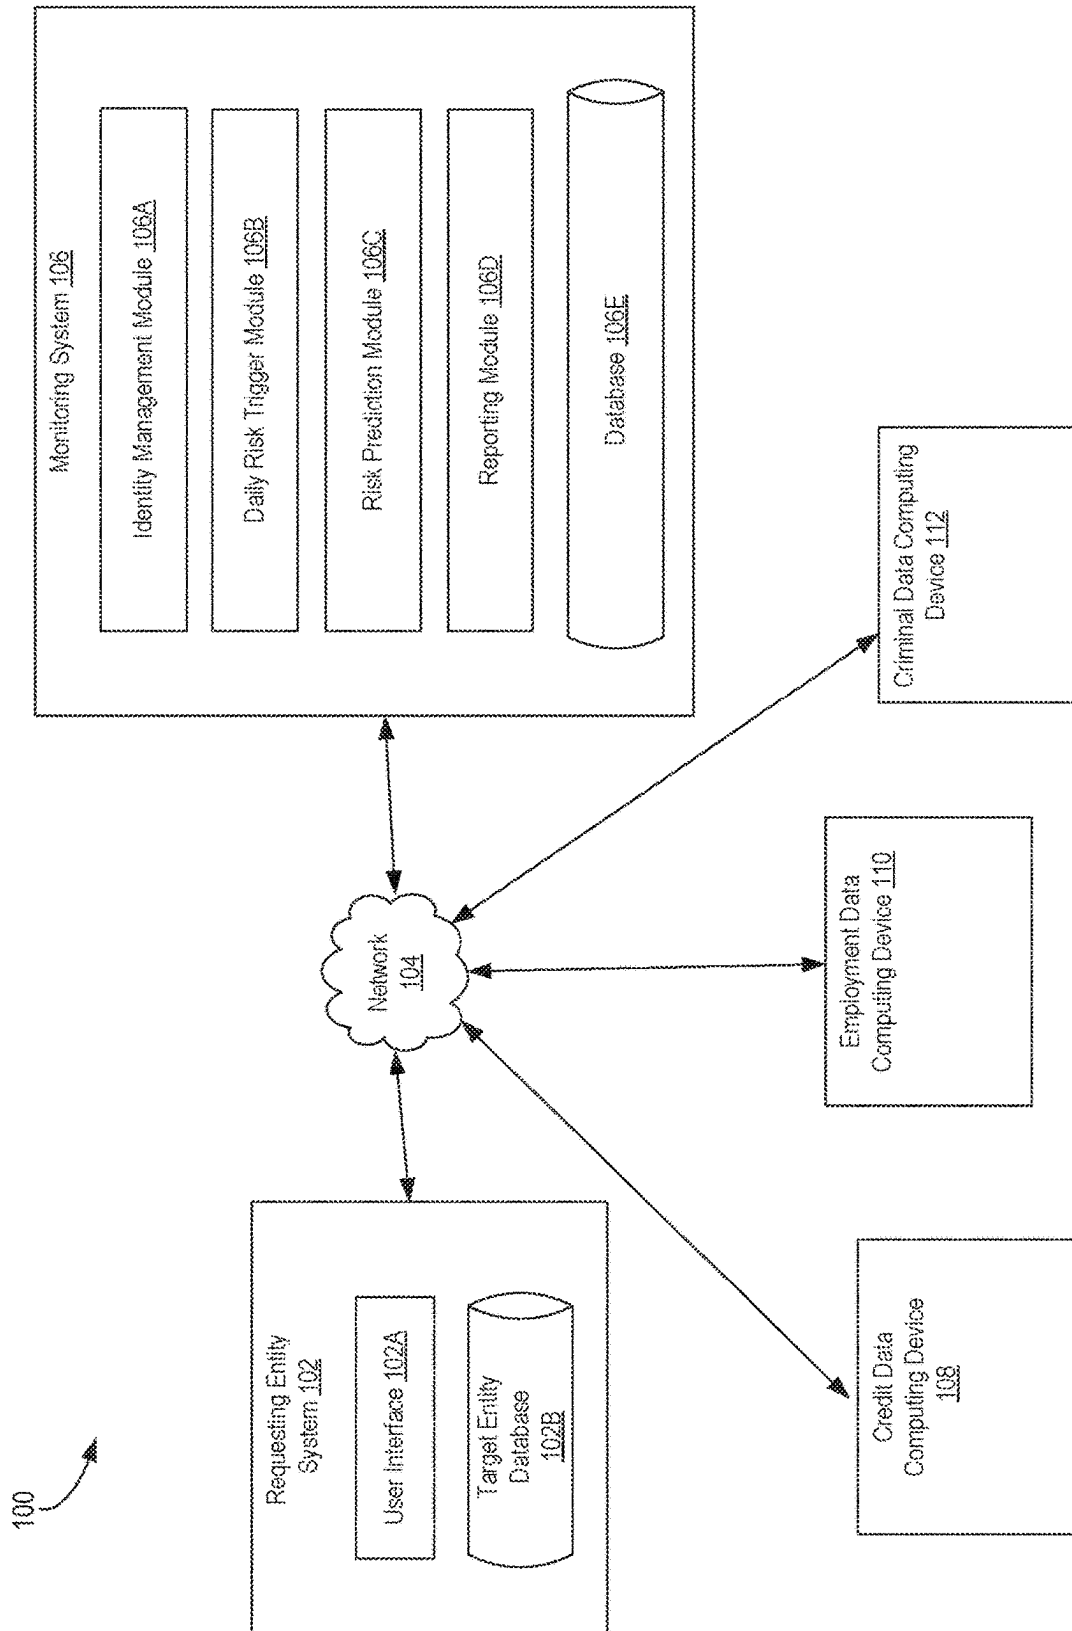 100
Requesting Entity
System 102
User Interface 102A
Target Entity
Database
102B
Network
104
Monitoring System 106
Identity Management Module 106A
Daily Risk Trigger Module 106B
Risk Prediction Module 106C
Reporting Module 106D
Database 106E
Credit Data
Computing Device
108
Employment Data
Computing Device 110
Criminal Data Computing
Device 112